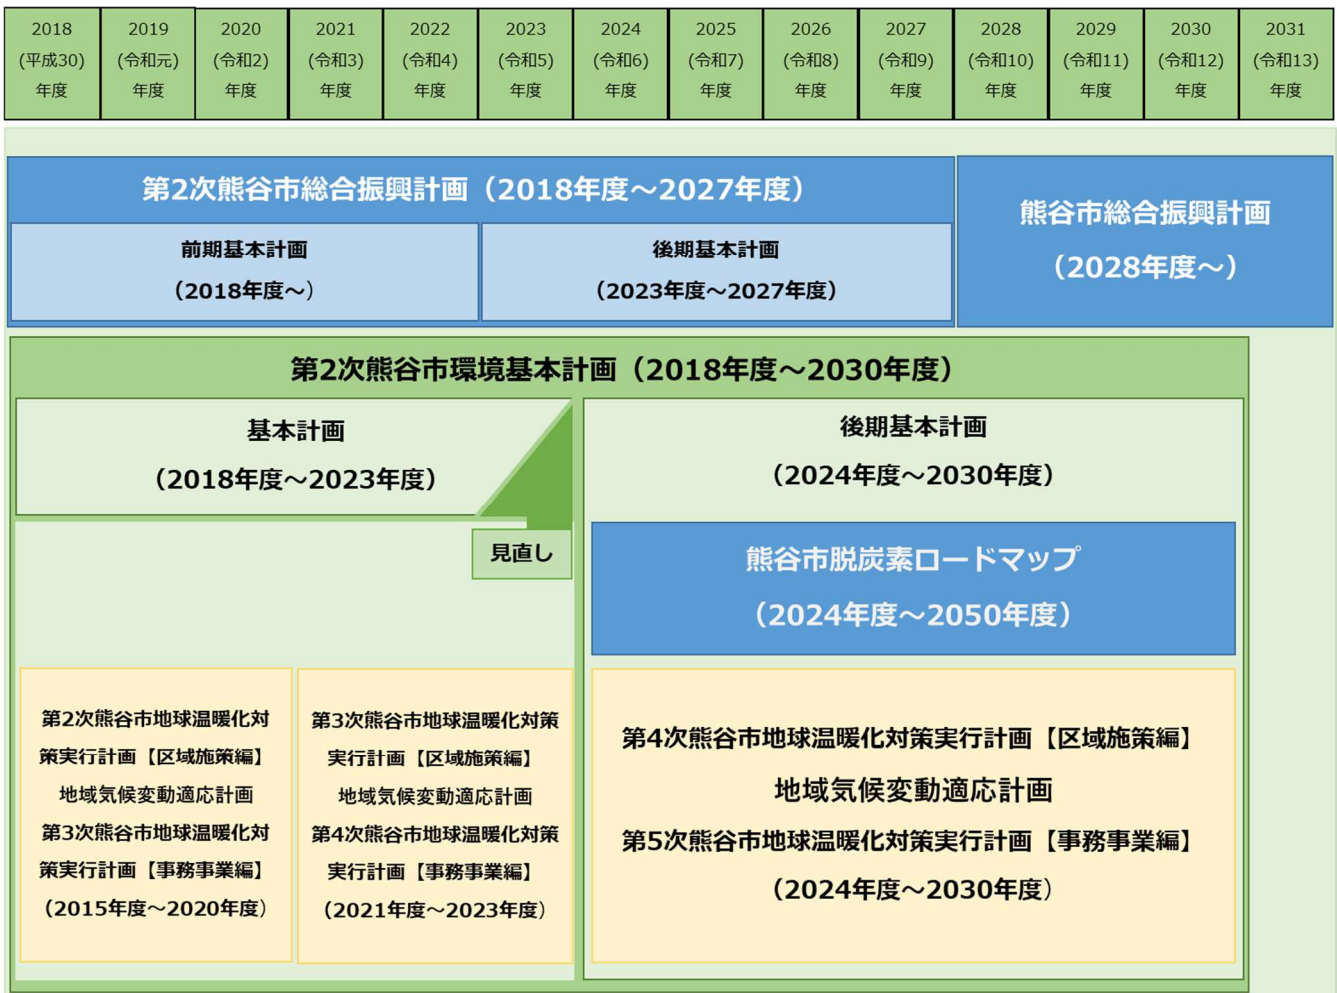 2018 2019 2020 2021 2022 2023 2024 2025 2026 2027 2028 2029 2030 2031
(平成30) (令和元) (令和2) (令和3) (令和4) (令和5) (令和6) (令和7) (令和8) (令和9) (令和10) (令和11) (令和12) (令和13)
年度 年度 年度 年度 年度 年度 年度 年度 年度 年度 年度 年度 年度 年度
第2次熊谷市総合振興計画（2018年度～2027年度）
前期基本計画
（2018年度～）
後期基本計画
（2023年度～2027年度）
熊谷市総合振興計画
（2028年度～）
第2次熊谷市環境基本計画（2018年度～2030年度）
基本計画
（2018年度～2023年度）
見直し
後期基本計画
（2024年度～2030年度）
熊谷市脱炭素ロードマップ
（2024年度～2050年度）
第2次熊谷市地球温暖化対
策実行計画【区域施策編】
地域気候変動適応計画
第3次熊谷市地球温暖化対
策実行計画【事務事業編】
（2015年度～2020年度）
第3次熊谷市地球温暖化対策
実行計画【区域施策編】
地域気候変動適応計画
第4次熊谷市地球温暖化対策
実行計画【事務事業編】
（2021年度～2023年度）
第4次熊谷市地球温暖化対策実行計画【区域施策編】
地域気候変動適応計画
第5次熊谷市地球温暖化対策実行計画【事務事業編】
（2024年度～2030年度）